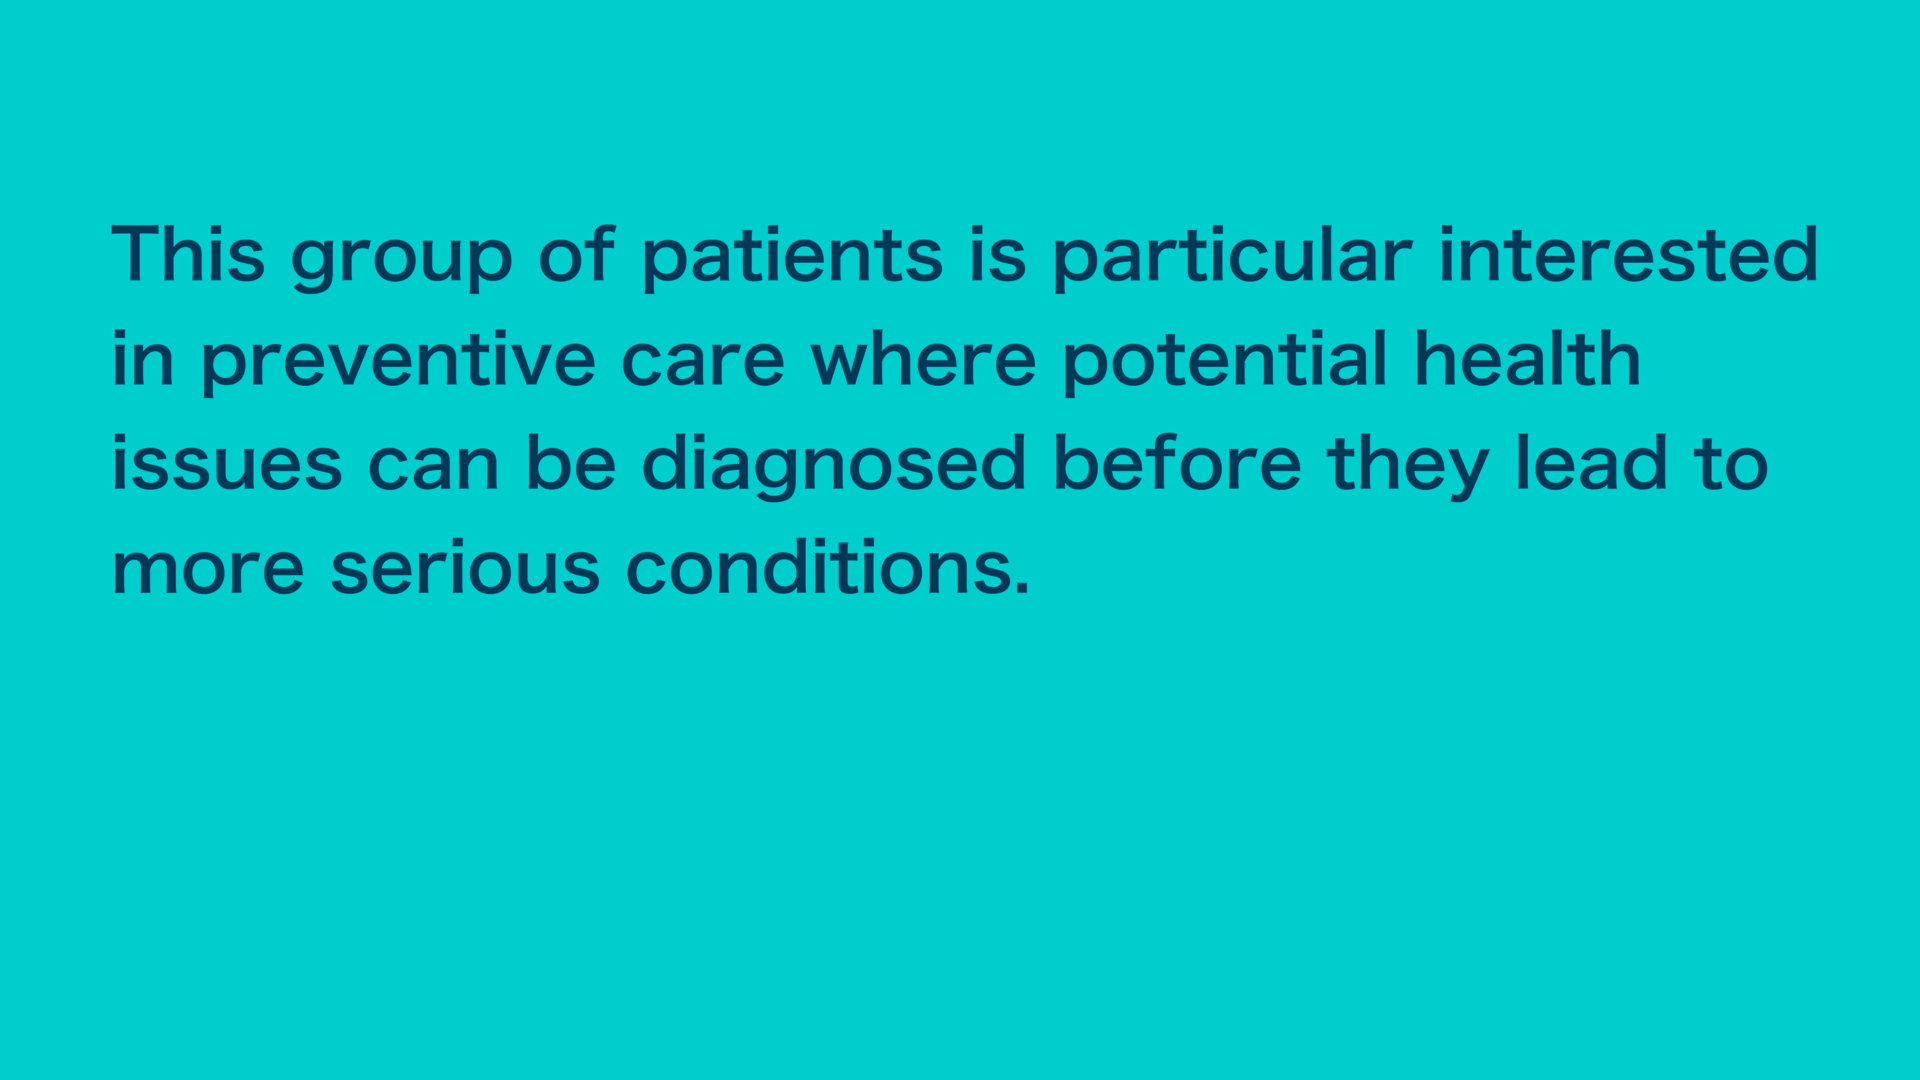 This group of patients is particular interested
in preventive care where potential health
issues can be diagnosed before they lead to
more serious conditions.